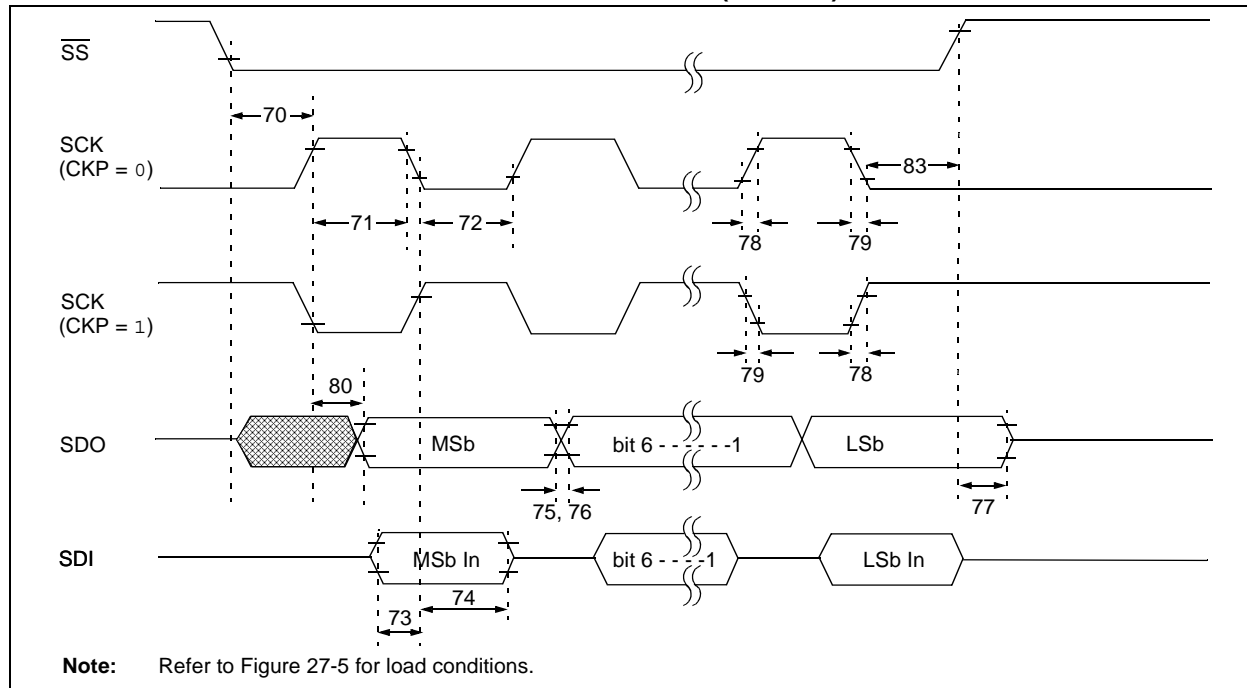 SS
70
SCK
(CKP = 0)
83
71
72
78
79
SCK
(CKP = 1)
79
78
80
SDO
MSb
bit 6 - - - - - -1
LSb
75, 76
77
SDI
MSb In
bit 6 - - - -1
LSb In
74
73
Note: Refer to Figure 27-5 for load conditions.